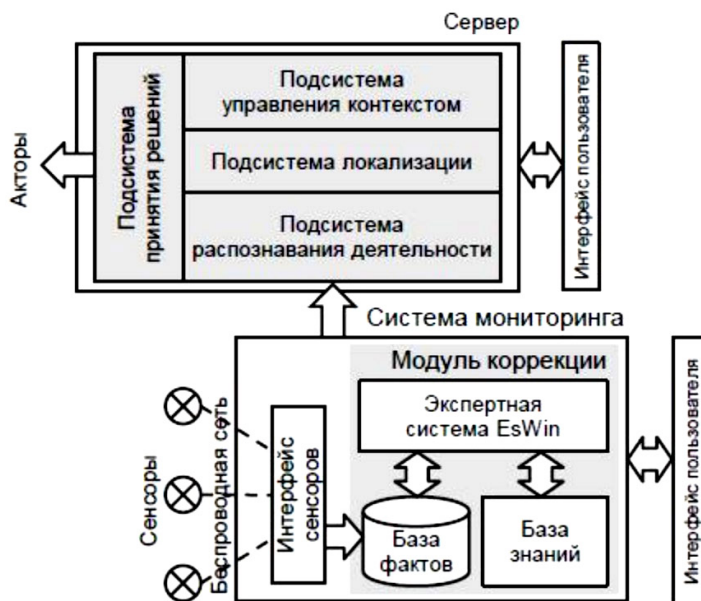 Сервер
Акторы
Подсистема
принятия решений
Подсистема
управления контекстом
Подсистема локализации
Подсистема
распознавания деятельности
Интерфейс пользователя
Система мониторинга
Модуль коррекции
Экспертная
система EsWin
Сенсоры
Беспроводная сеть
Интерфейс
сенсоров
База
фактов
База
знаний
Интерфейс пользователя